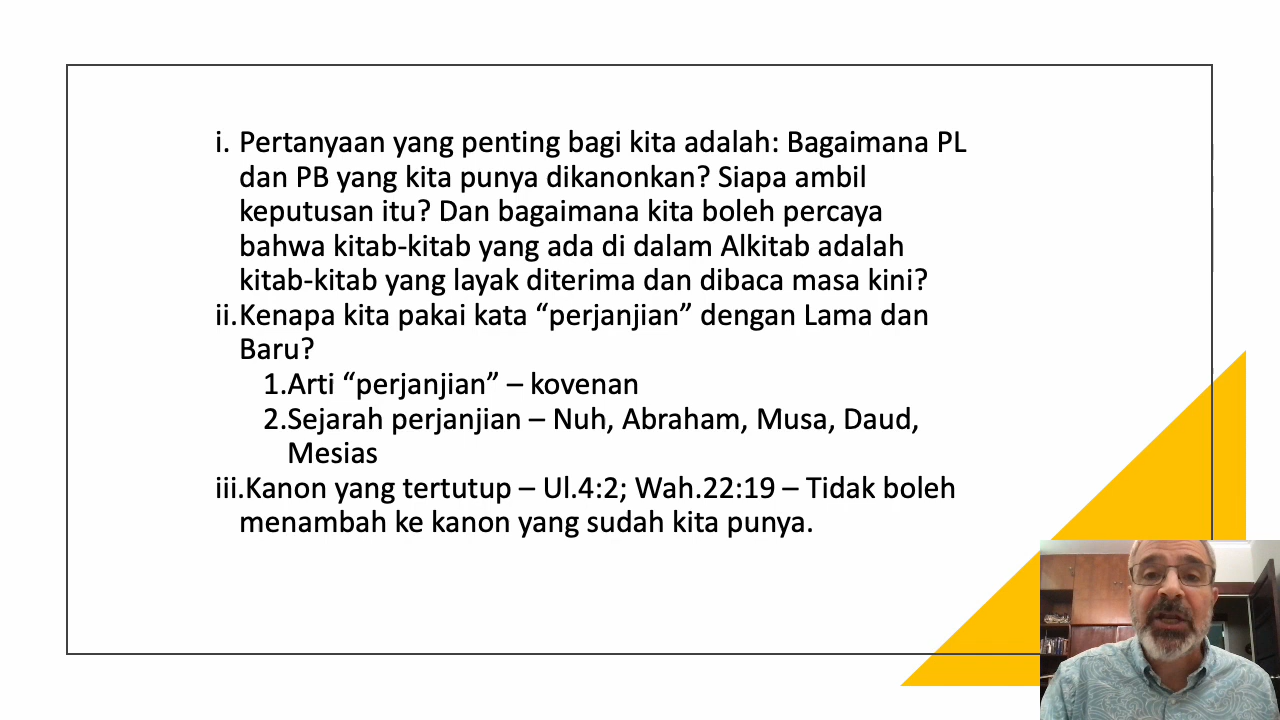 i. Pertanyaan yang penting bagi kita adalah: Bagaimana PL
dan PB yang kita punya dikanonkan? Siapa ambil
keputusan itu? Dan bagaimana kita boleh percaya
bahwa kitab-kitab yang ada di dalam Alkitab adalah
kitab-kitab yang layak diterima dan dibaca masa kini?
ii.Kenapa kita pakai kata “perjanjian” dengan Lama dan
Baru?
1.Arti “perjanjian” – kovenan
2.Sejarah perjanjian – Nuh, Abraham, Musa, Daud,
Mesias
iii.Kanon yang tertutup – Ul.4:2; Wah.22:19 – Tidak boleh
menambah ke kanon yang sudah kita punya.